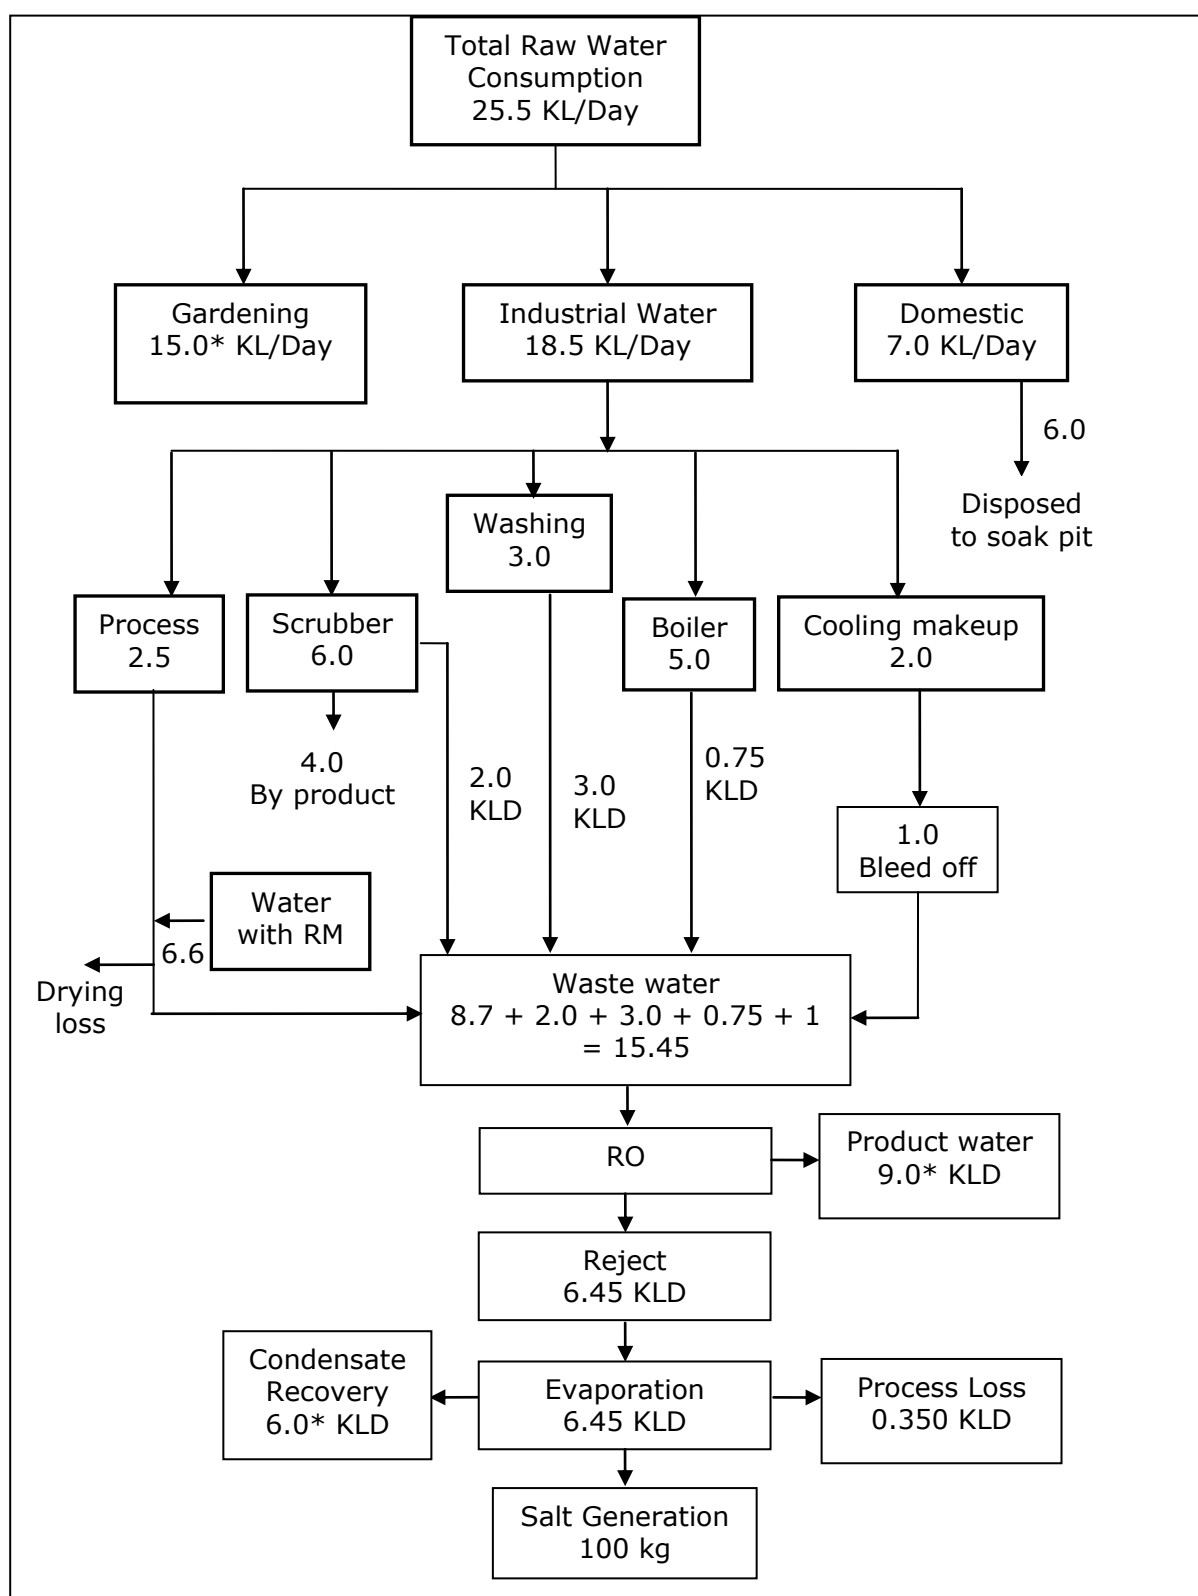 Total Raw Water
Consumption
25.5 KL/Day
Gardening
15.0* KL/Day
Industrial Water
18.5 KL/Day
Domestic
7.0 KL/Day
6.0
Disposed
to soak pit
Washing
3.0
Process
2.5
Scrubber
6.0
Boiler
5.0
Cooling makeup
2.0
4.0
By product
2.0
KLD
3.0
KLD
0.75
KLD
1.0
Bleed off
Water
with RM
6.6
Drying
loss
Waste water
8.7 + 2.0 + 3.0 + 0.75 + 1
= 15.45
RO
Product water
9.0* KLD
Reject
6.45 KLD
Condensate
Recovery
6.0* KLD
Evaporation
6.45 KLD
Process Loss
0.350 KLD
Salt Generation
100 kg